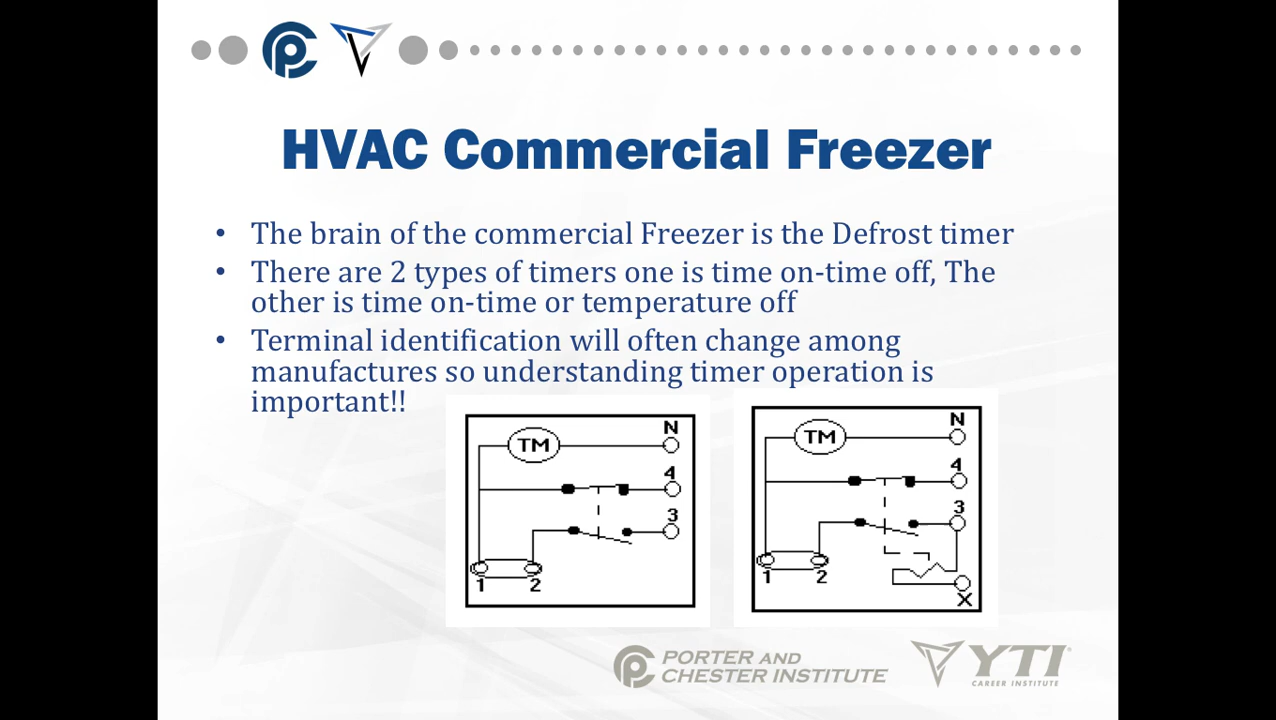 HVAC Commercial Freezer
• The brain of the commercial Freezer is the Defrost timer
• There are 2 types of timers one is time on-time off, The
other is time on-time or temperature off
• Terminal identification will often change among
manufactures so understanding timer operation is
important!!
TM
N
4
3
1
2
TM
N
4
3
1
2
X
PORTER AND
CHESTER INSTITUTE
YTI
CAREER INSTITUTE